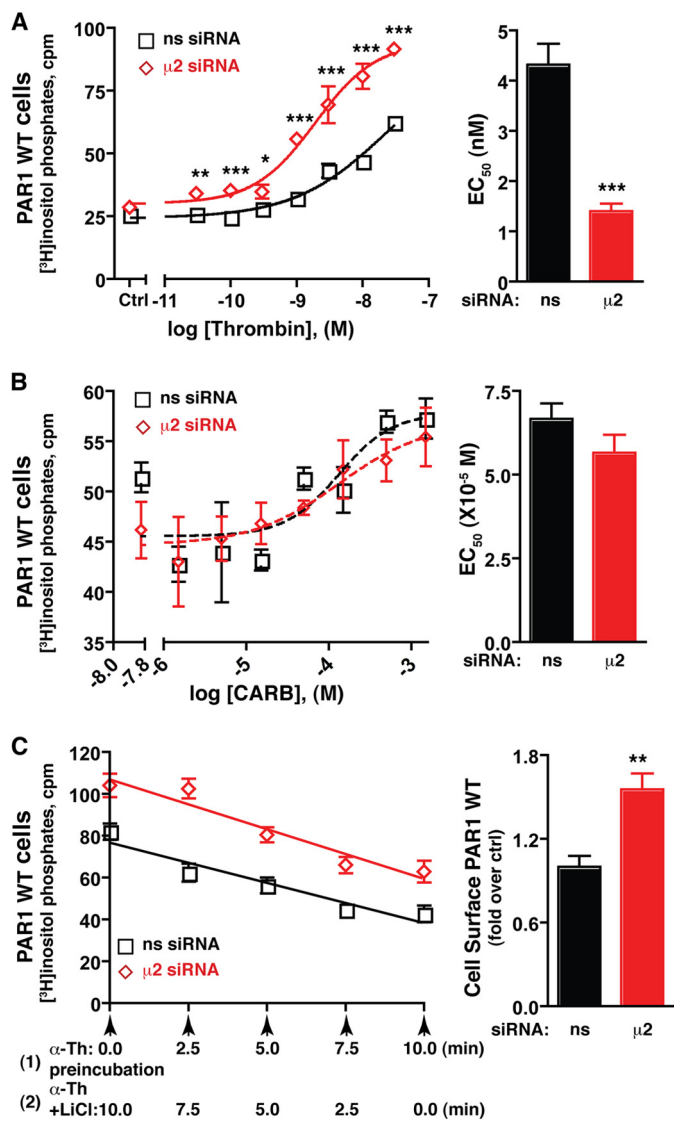 A
PAR1 WT cells
[³H]inositol phosphates, cpm
100
75
50
25
0
ns siRNA
μ2 siRNA
** *** * *** *** *** ***
Ctrl -11 -10 -9 -8 -7
log [Thrombin], (M)
EC₅₀ (nM)
5
4
3
2
1
0
***
siRNA: ns μ2
B
PAR1 WT cells
[³H]inositol phosphates, cpm
60
55
50
45
40
35
ns siRNA
μ2 siRNA
-8.0 -7.8 -6 -5 -4 -3
log [CARB], (M)
EC₅₀ (X10⁻⁵ M)
7.5
5.0
2.5
0.0
siRNA: ns μ2
C
PAR1 WT cells
[³H]inositol phosphates, cpm
120
100
80
60
40
20
0
ns siRNA
μ2 siRNA
(1) α-Th: 0.0 2.5 5.0 7.5 10.0 (min)
preincubation
α-Th
(2) +LiCl:10.0 7.5 5.0 2.5 0.0 (min)
Cell Surface PAR1 WT
(fold over ctrl)
1.8
1.2
0.6
0.0
**
siRNA: ns μ2